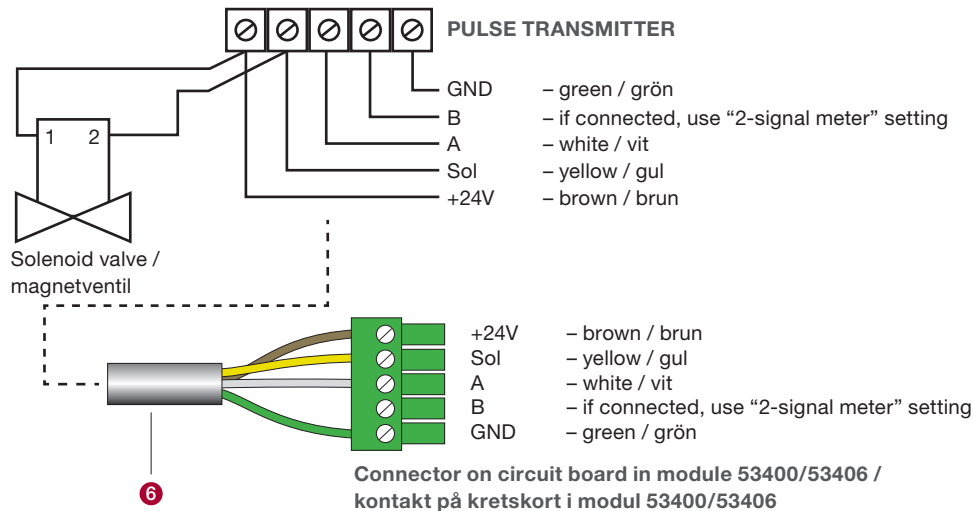 PULSE TRANSMITTER
GND – green / grön
B – if connected, use “2-signal meter” setting
A – white / vit
Sol – yellow / gul
+24V – brown / brun
1 2
Solenoid valve /
magnetventil
+24V – brown / brun
Sol – yellow / gul
A – white / vit
B – if connected, use “2-signal meter” setting
GND – green / grön
6
Connector on circuit board in module 53400/53406 /
kontakt på kretskort i modul 53400/53406